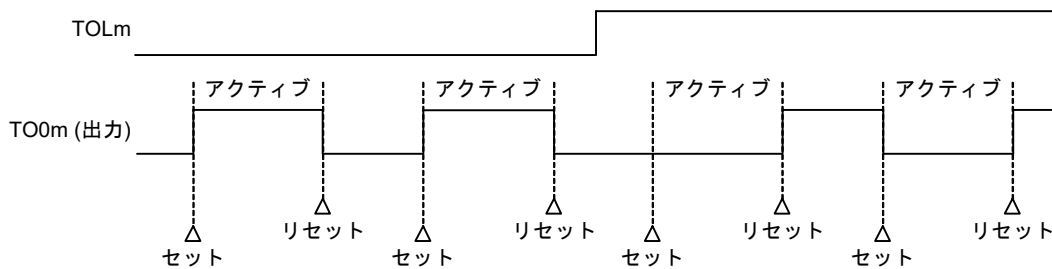 TOLm
アクティブ アクティブ アクティブ アクティブ
TO0m (出力)
リセット リセット リセット リセット
セット セット セット セット